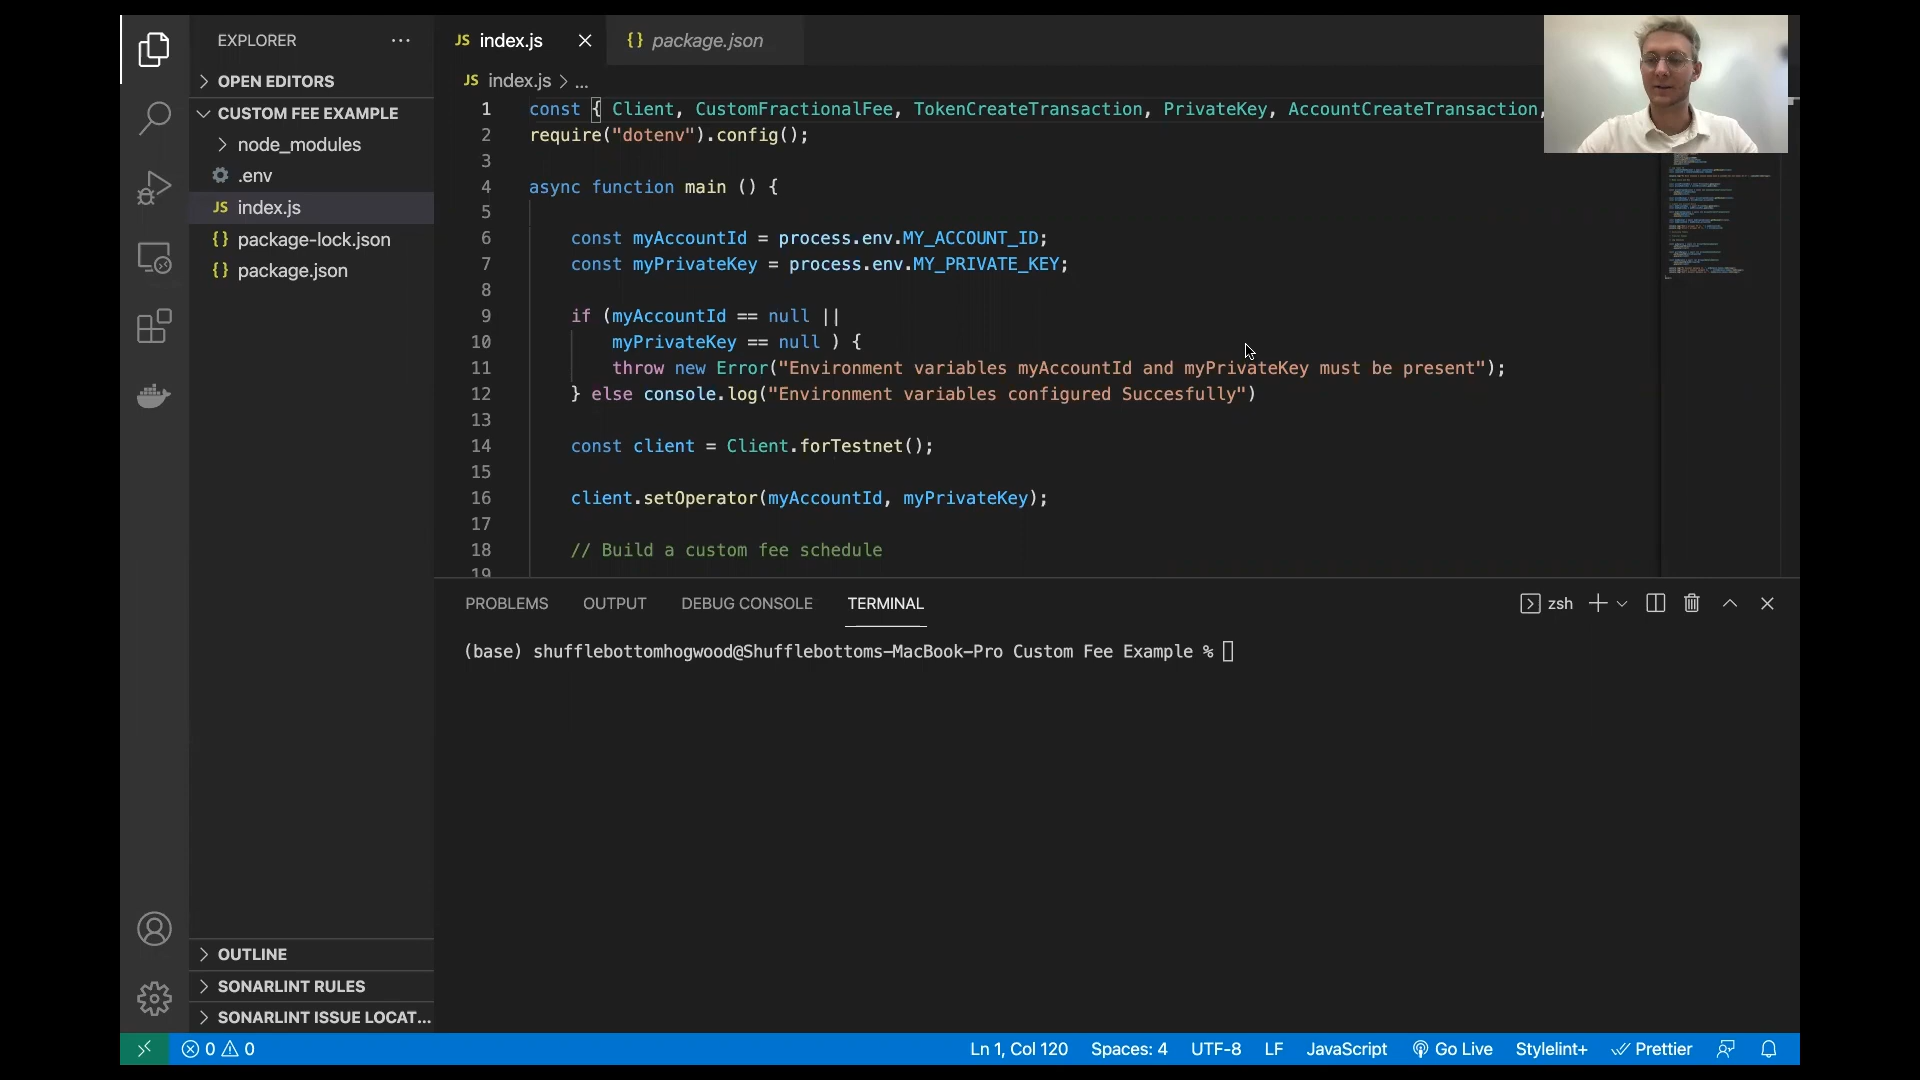 EXPLORER
OPEN EDITORS
CUSTOM FEE EXAMPLE
node_modules
.env
JS index.js
{} package-lock.json
{} package.json
OUTLINE
SONARLINT RULES
SONARLINT ISSUE LOCAT...
JS index.js
{} package.json
JS index.js > ...
1 const { Client, CustomFractionalFee, TokenCreateTransaction, PrivateKey, AccountCreateTransaction,
2 require("dotenv").config();
3
4 async function main () {
5
6 const myAccountId = process.env.MY_ACCOUNT_ID;
7 const myPrivateKey = process.env.MY_PRIVATE_KEY;
8
9 if (myAccountId == null ||
10 myPrivateKey == null ) {
11 throw new Error("Environment variables myAccountId and myPrivateKey must be present");
12 } else console.log("Environment variables configured Succesfully")
13
14 const client = Client.forTestnet();
15
16 client.setOperator(myAccountId, myPrivateKey);
17
18 // Build a custom fee schedule
19
PROBLEMS OUTPUT DEBUG CONSOLE TERMINAL
zsh
(base) shufflebottomhogwood@Shufflebottoms-MacBook-Pro Custom Fee Example %
0 0
Ln 1, Col 120 Spaces: 4 UTF-8 LF JavaScript Go Live Stylelint+ Prettier